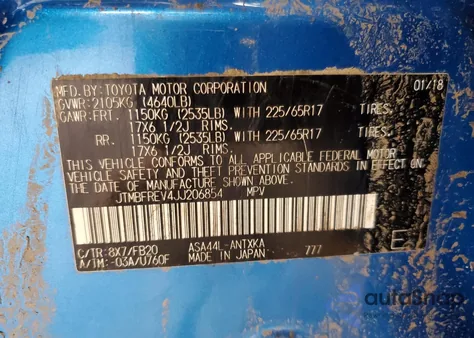 MFD.BY:TOYOTA MOTOR CORPORATION 01/18
GVWR:2105KG (4640LB)
GAWR:FRT. 1150KG (2535LB) WITH 225/65R17 TIRES,
17X6 1/2J RIMS.
RR. 1150KG (2535LB) WITH 225/65R17 TIRES,
17X6 1/2J RIMS.
THIS VEHICLE CONFORMS TO ALL APPLICABLE FEDERAL MOTOR
VEHICLE SAFETY AND THEFT PREVENTION STANDARDS IN EFFECT
ON THE DATE OF MANUFACTURE SHOWN ABOVE.
JTMBFREV4JJ206854 MPV
C/TR: 8X7/FB20 ASA44L-ANTXKA E
A/TM: -03A/U760F MADE IN JAPAN 777
autoSnap